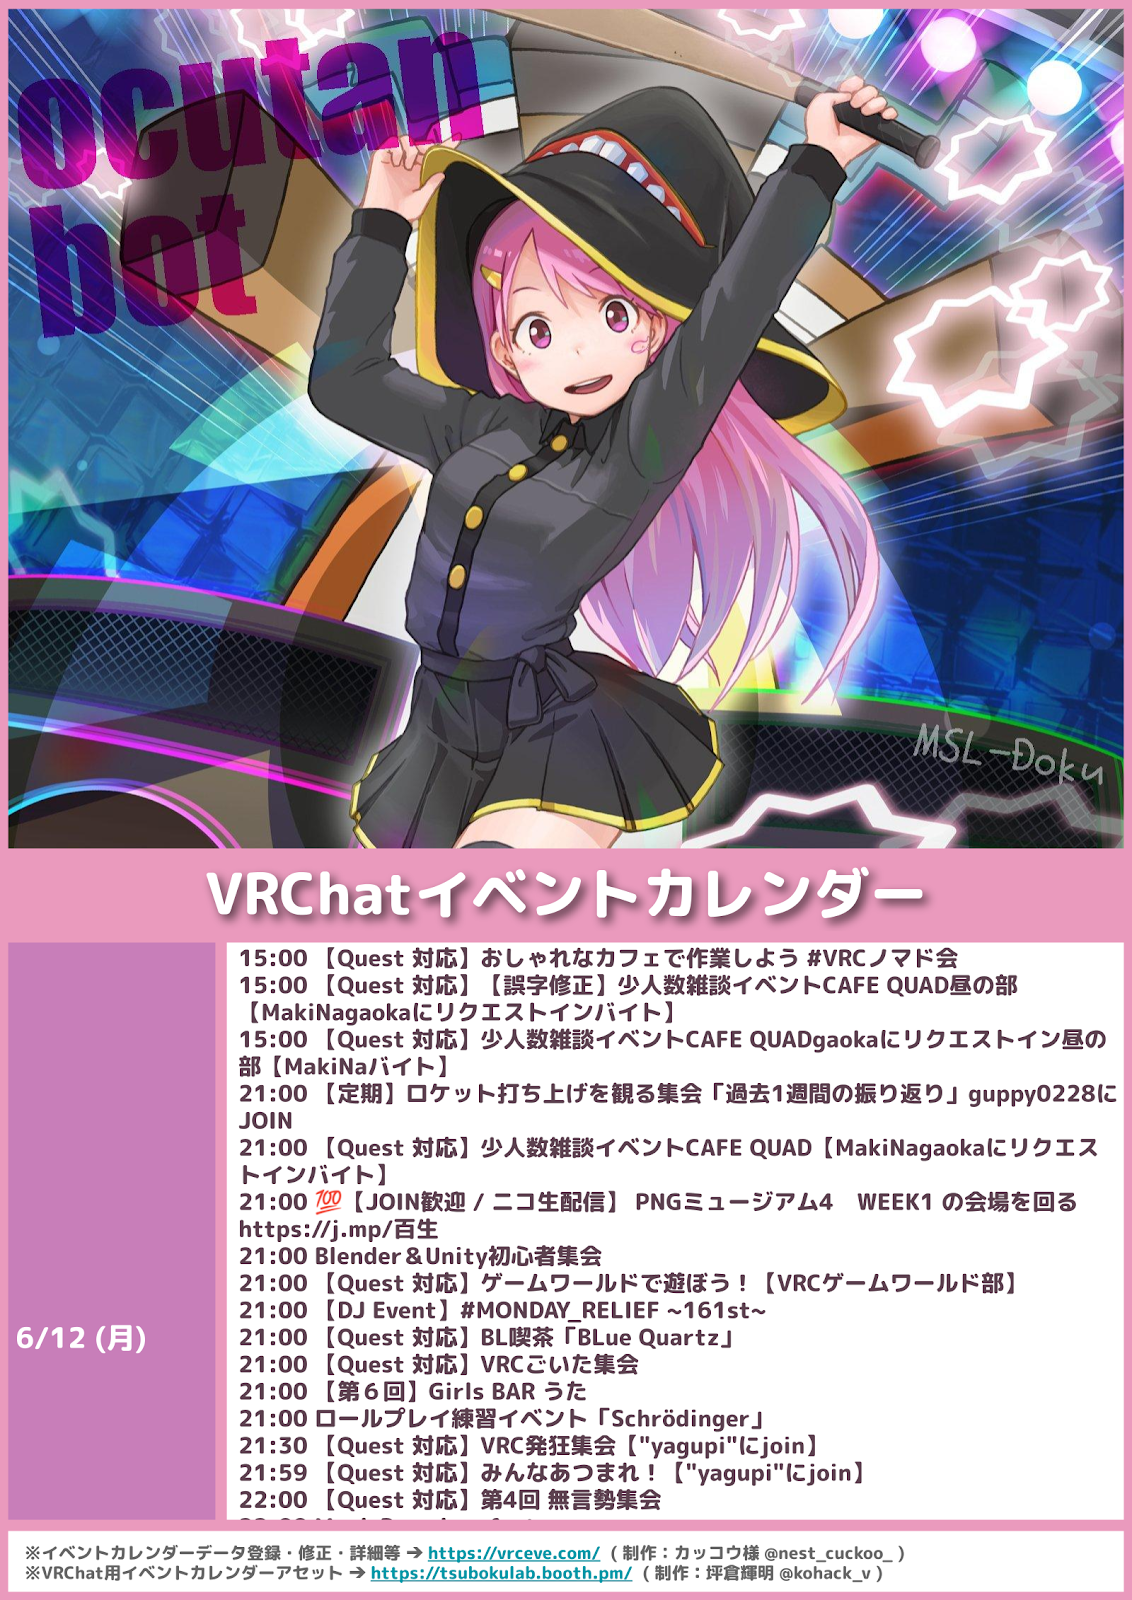 ocutan
bot
MSL-Doku
VRChatイベントカレンダー
6/12 (月)
15:00 【Quest 対応】おしゃれなカフェで作業しよう #VRCノマド会
15:00 【Quest 対応】【誤字修正】少人数雑談イベントCAFE QUAD昼の部
【MakiNagaokaにリクエストインバイト】
15:00 【Quest 対応】少人数雑談イベントCAFE QUADgaokaにリクエストイン昼の
部【MakiNaバイト】
21:00 【定期】ロケット打ち上げを観る集会「過去1週間の振り返り」guppy0228に
JOIN
21:00 【Quest 対応】少人数雑談イベントCAFE QUAD【MakiNagaokaにリクエス
トインバイト】
21:00 💯【JOIN歓迎 / ニコ生配信】 PNGミュージアム4　WEEK1 の会場を回る
https://j.mp/百生
21:00 Blender＆Unity初心者集会
21:00 【Quest 対応】ゲームワールドで遊ぼう！【VRCゲームワールド部】
21:00 【DJ Event】#MONDAY_RELIEF ~161st~
21:00 【Quest 対応】BL喫茶「BLue Quartz」
21:00 【Quest 対応】VRCごいた集会
21:00 【第６回】Girls BAR うた
21:00 ロールプレイ練習イベント「Schrödinger」
21:30 【Quest 対応】VRC発狂集会【"yagupi"にjoin】
21:59 【Quest 対応】みんなあつまれ！【"yagupi"にjoin】
22:00 【Quest 対応】第4回 無言勢集会
※イベントカレンダーデータ登録・修正・詳細等 ➔ https://vrceve.com/ ( 制作：カッコウ様 @nest_cuckoo_ )
※VRChat用イベントカレンダーアセット ➔ https://tsubokulab.booth.pm/ ( 制作：坪倉輝明 @kohack_v )